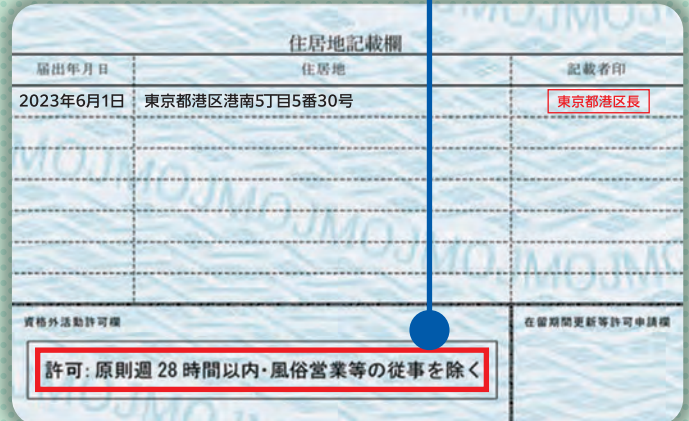 住居地記載欄
届出年月日 住居地 記載者印
2023年6月1日 東京都港区港南5丁目5番30号 東京都港区長
資格外活動許可欄 在留期間更新等許可申請欄
許可: 原則週 28 時間以内･風俗営業等の従事を除く
MOJMOJMOJMOJMOJMOJ